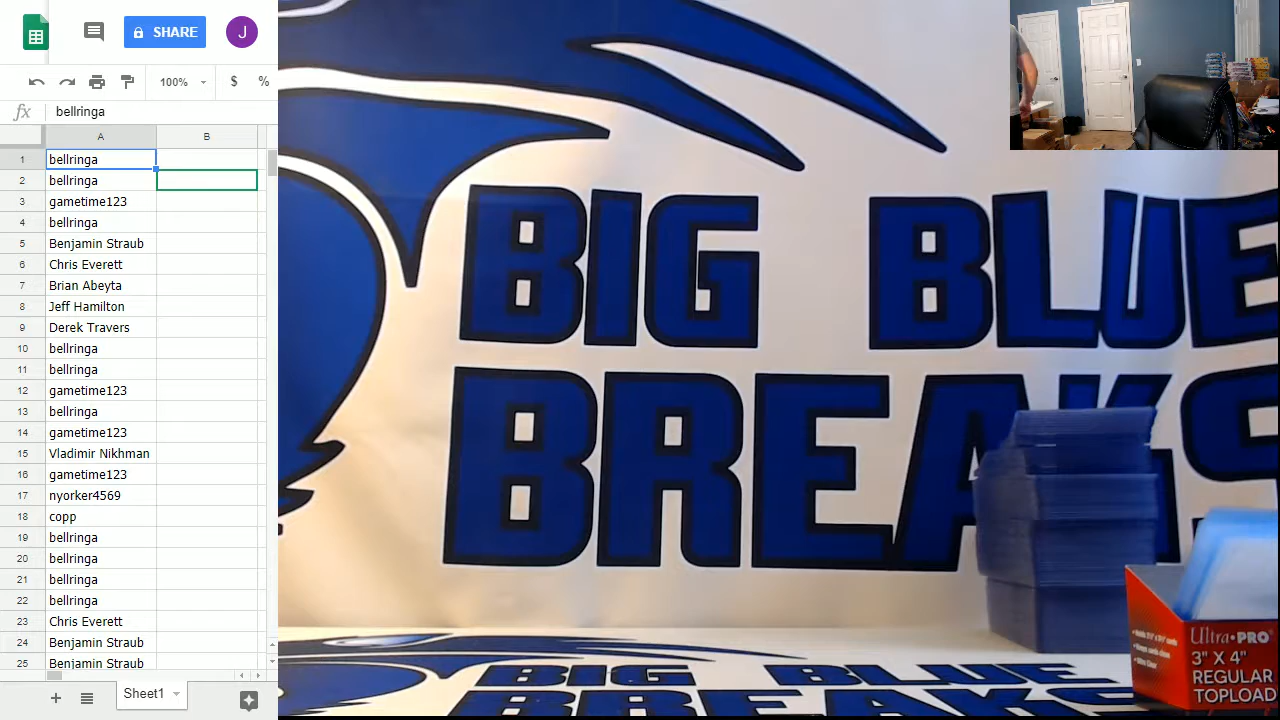 SHARE
J
100%
$
%
fx
bellringa
A
B
1 bellringa
2 bellringa
3 gametime123
4 bellringa
5 Benjamin Straub
6 Chris Everett
7 Brian Abeyta
8 Jeff Hamilton
9 Derek Travers
10 bellringa
11 bellringa
12 gametime123
13 bellringa
14 gametime123
15 Vladimir Nikhman
16 gametime123
17 nyorker4569
18 copp
19 bellringa
20 bellringa
21 bellringa
22 bellringa
23 Chris Everett
24 Benjamin Straub
25 Benjamin Straub
Sheet1
BIG BLUE
BREAKS
BIG BLUE
BREAKS
Ultra•PRO
3" X 4"
REGULAR
TOPLOAD